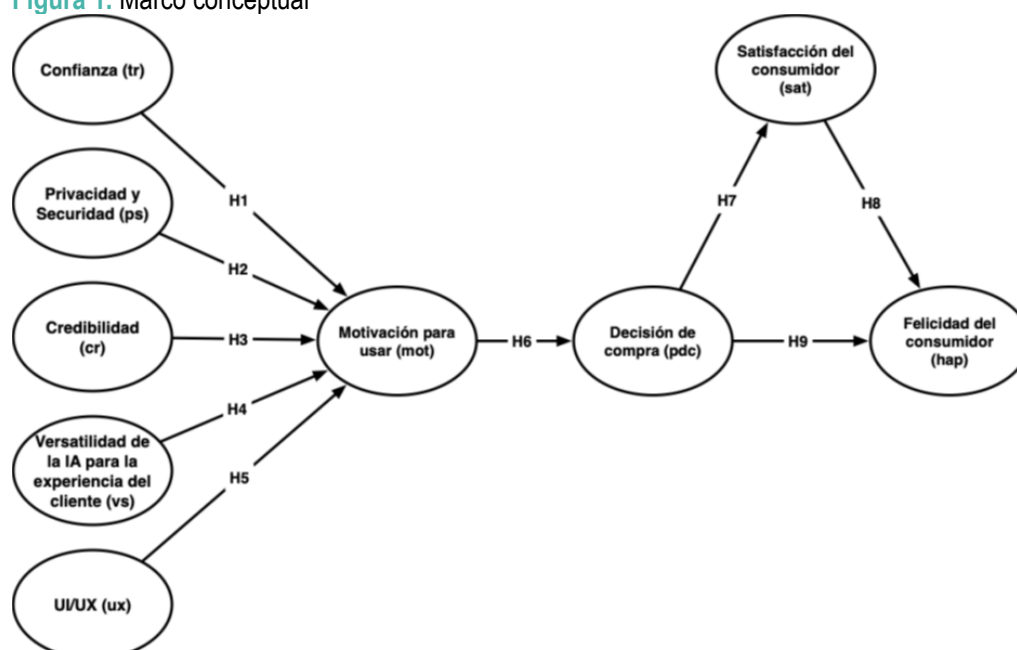 Figura 1. Marco conceptual
Confianza (tr)
Privacidad y
Securidad (ps)
Credibilidad
(cr)
Versatilidad de
la IA para la
experiencia del
cliente (vs)
UI/UX (ux)
H1
H2
H3
H4
H5
Motivación para
usar (mot)
H6
Decisión de
compra (pdc)
H7
Satisfacción del
consumidor
(sat)
H8
H9
Felicidad del
consumidor
(hap)